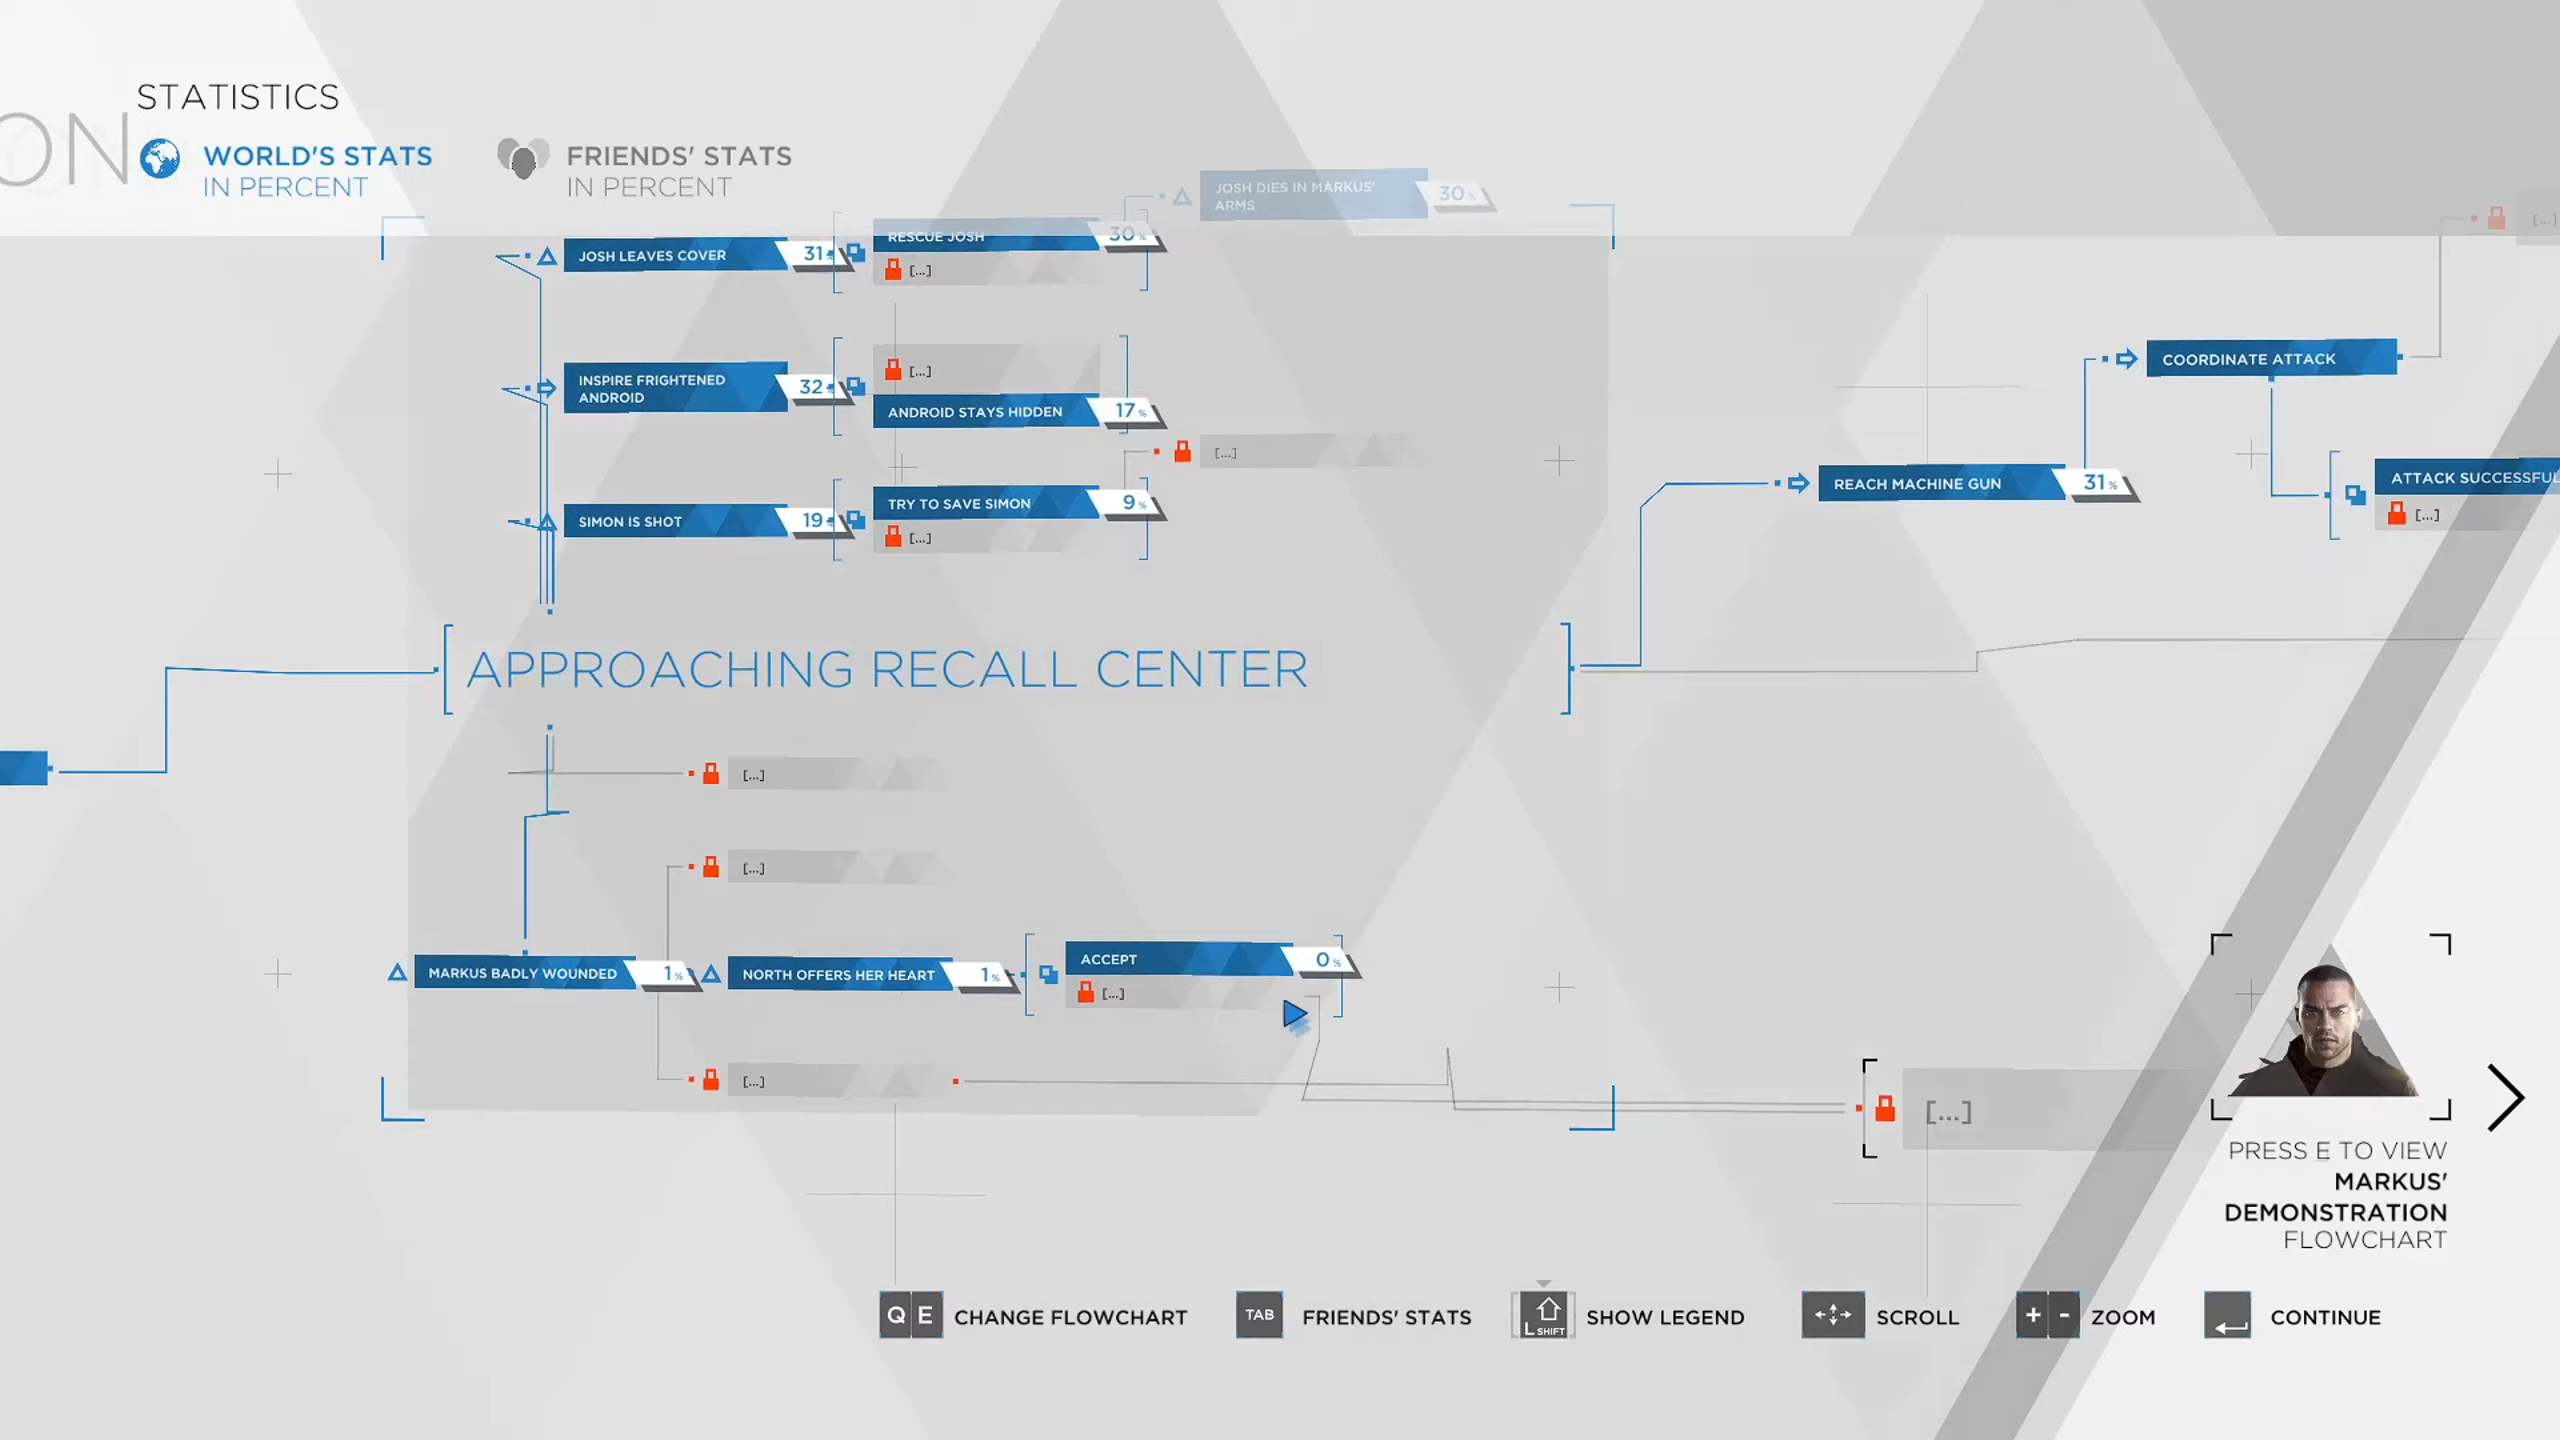 ON
STATISTICS
WORLD'S STATS
IN PERCENT
FRIENDS' STATS
IN PERCENT
JOSH DIES IN MARKUS'
ARMS
30%
JOSH LEAVES COVER
31%
RESCUE JOSH
30%
[...]
[...]
INSPIRE FRIGHTENED
ANDROID
32%
[...]
ANDROID STAYS HIDDEN
17%
[...]
SIMON IS SHOT
19%
TRY TO SAVE SIMON
9%
[...]
COORDINATE ATTACK
REACH MACHINE GUN
31%
ATTACK SUCCESSFUL
[...]
APPROACHING RECALL CENTER
[...]
[...]
MARKUS BADLY WOUNDED
1%
NORTH OFFERS HER HEART
1%
ACCEPT
0%
[...]
[...]
[...]
PRESS E TO VIEW
MARKUS'
DEMONSTRATION
FLOWCHART
Q E CHANGE FLOWCHART
TAB FRIENDS' STATS
L SHIFT SHOW LEGEND
SCROLL
+ - ZOOM
CONTINUE